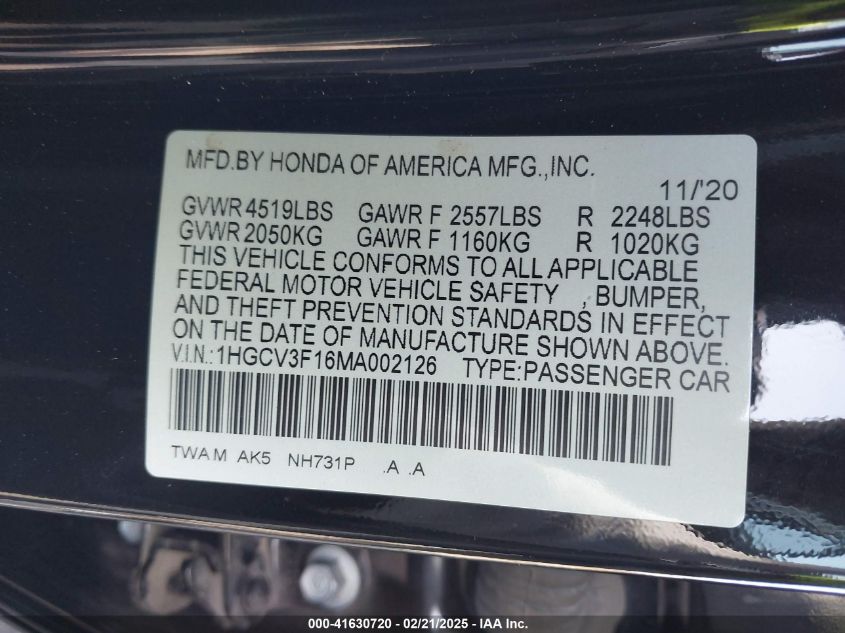 MFD.BY HONDA OF AMERICA MFG.,INC.
11/'20
GVWR 4519LBS GAWR F 2557LBS R 2248LBS
GVWR 2050KG GAWR F 1160KG R 1020KG
THIS VEHICLE CONFORMS TO ALL APPLICABLE
FEDERAL MOTOR VEHICLE SAFETY , BUMPER,
AND THEFT PREVENTION STANDARDS IN EFFECT
ON THE DATE OF MANUFACTURE SHOWN ABOVE.
V.I.N.:1HGCV3F16MA002126 TYPE:PASSENGER CAR
TWAM AK5 NH731P .A .A
000-41630720 - 02/21/2025 - IAA Inc.